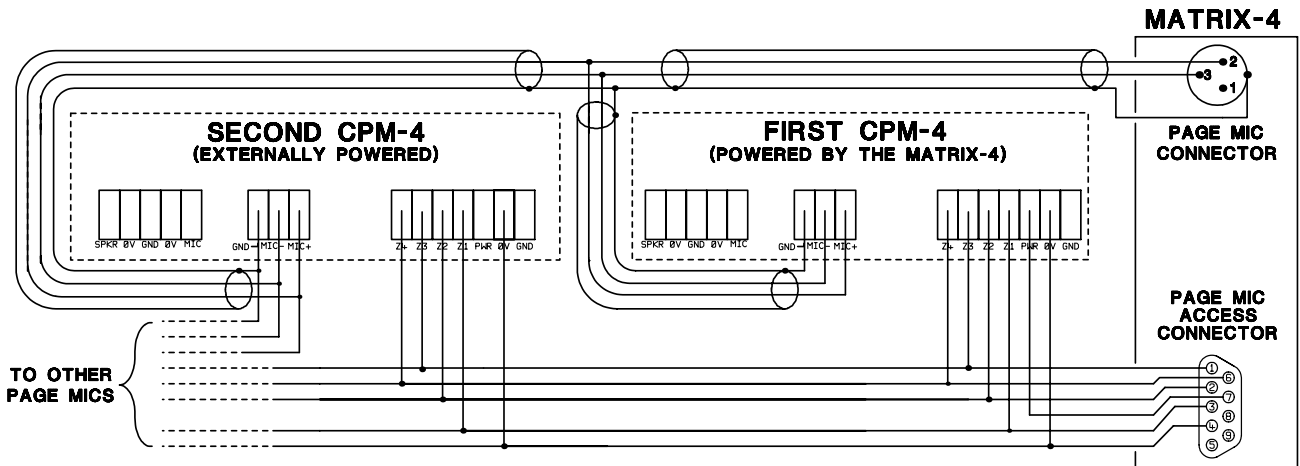 MATRIX-4
2
3
1
PAGE MIC
CONNECTOR
SECOND CPM-4
(EXTERNALLY POWERED)
FIRST CPM-4
(POWERED BY THE MATRIX-4)
SPKR 0V GND 0V MIC
GND- MIC- MIC+
Z4 Z3 Z2 Z1 PWR 0V GND
SPKR 0V GND 0V MIC
GND- MIC- MIC+
Z4 Z3 Z2 Z1 PWR 0V GND
PAGE MIC
ACCESS
CONNECTOR
TO OTHER
PAGE MICS
1
6
2
7
3
8
4
9
5